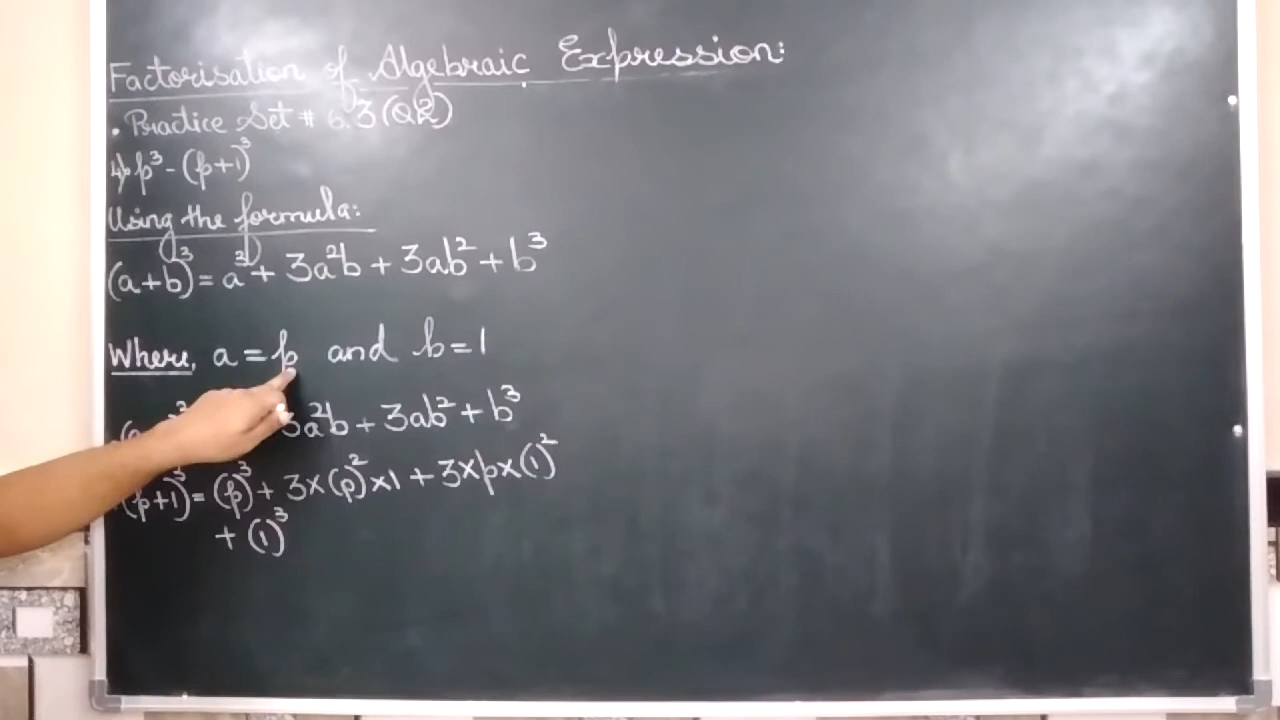 Factorisation of Algebraic Expression:
• Practice Set # 6.3 (Q2)
4) p³ - (p+1)³
Using the formula:
(a+b)³ = a³ + 3a²b + 3ab² + b³
Where, a = p and b = 1
3a²b + 3ab² + b³
(p+1)³ = (p)³ + 3×(p)²×1 + 3×p×(1)²
+ (1)³